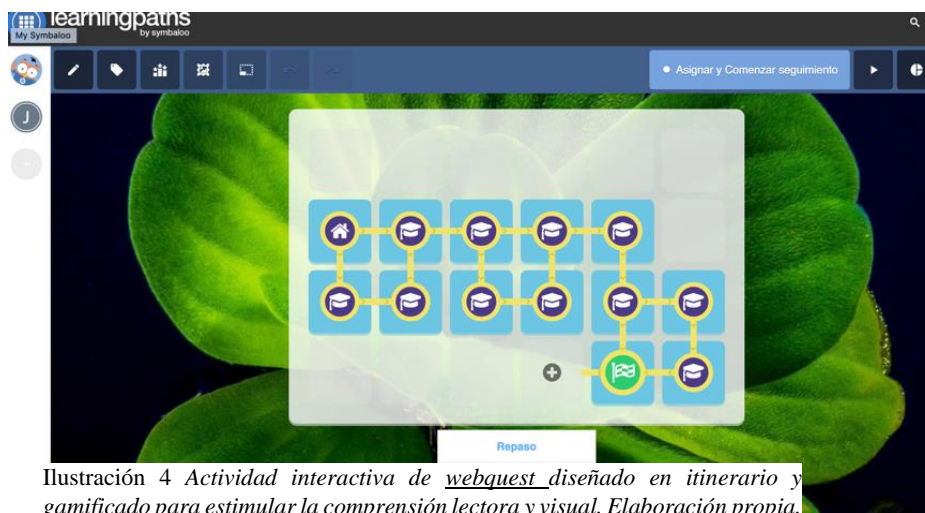 learningpaths
by symbaloo
My Symbaloo
Asignar y Comenzar seguimiento
J
Repaso
Ilustración 4 Actividad interactiva de webquest diseñado en itinerario y
gamificado para estimular la comprensión lectora y visual. Elaboración propia.